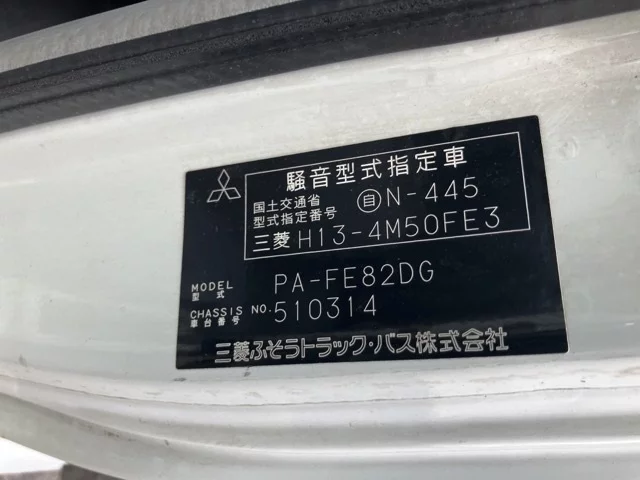 騒音型式指定車
国土交通省
型式指定番号 自N-445
三菱 H13-4M50FE3
MODEL
型式 PA-FE82DG
CHASSIS NO.
車台番号 510314
三菱ふそうトラック・バス株式会社